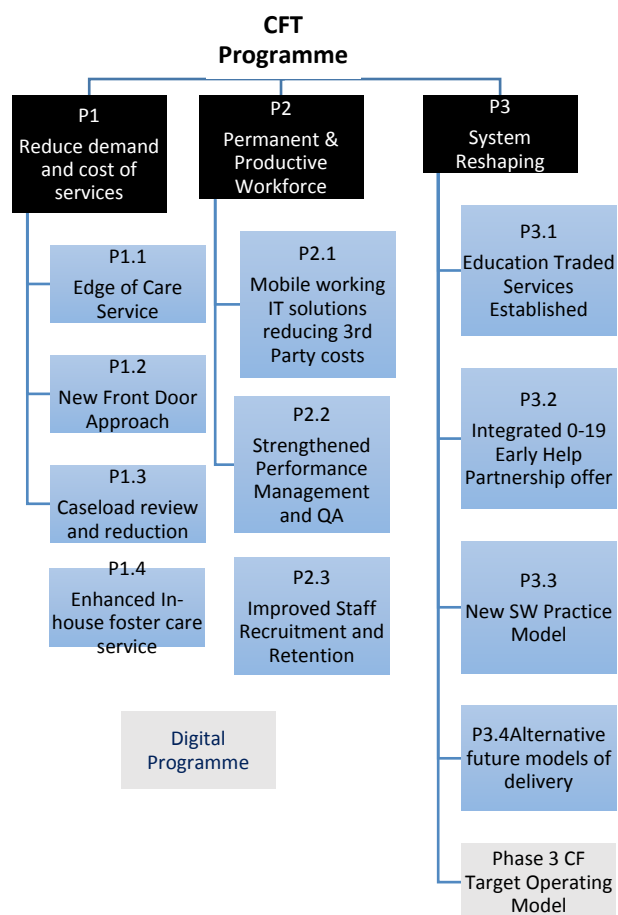 CFT
Programme
P1
Reduce demand
and cost of
services
P1.1
Edge of Care
Service
P1.2
New Front Door
Approach
P1.3
Caseload review
and reduction
P1.4
Enhanced In-
house foster care
service
P2
Permanent &
Productive
Workforce
P2.1
Mobile working
IT solutions
reducing 3rd
Party costs
P2.2
Strengthened
Performance
Management
and QA
P2.3
Improved Staff
Recruitment and
Retention
Digital
Programme
P3
System
Reshaping
P3.1
Education Traded
Services
Established
P3.2
Integrated 0-19
Early Help
Partnership offer
P3.3
New SW Practice
Model
P3.4Alternative
future models of
delivery
Phase 3 CF
Target Operating
Model